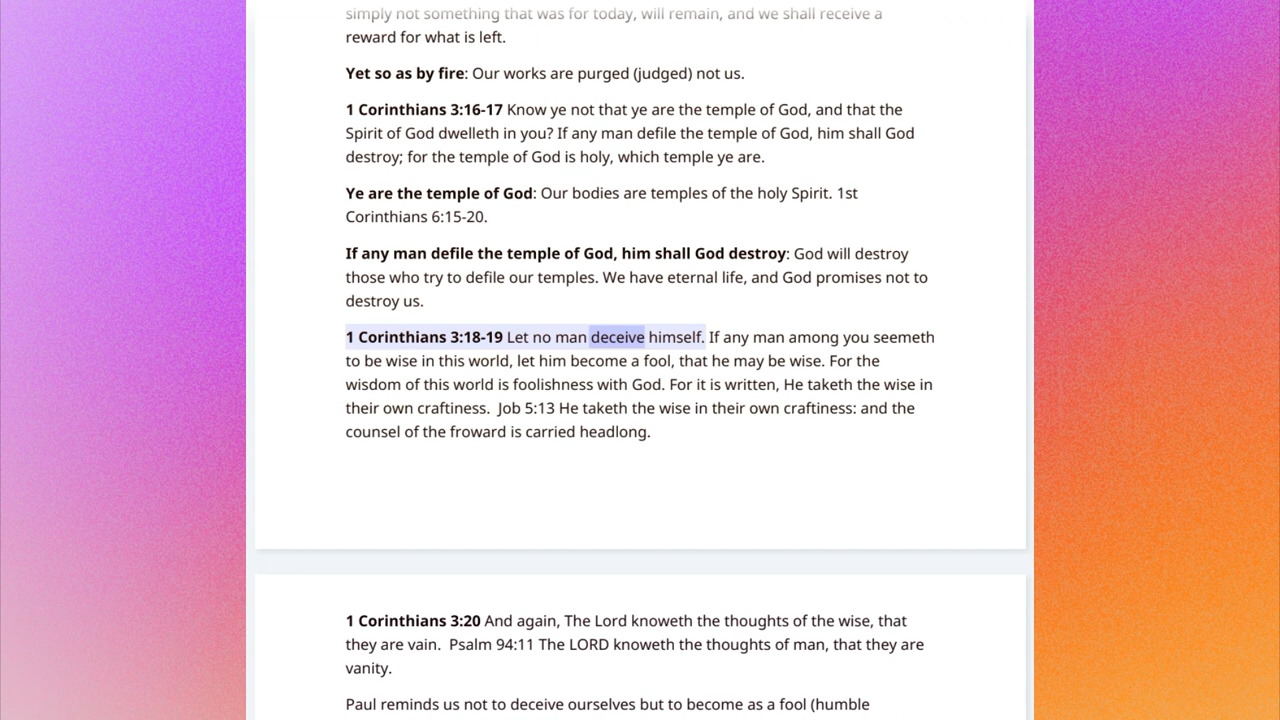 simply not something that was for today, will remain, and we shall receive a
reward for what is left.
Yet so as by fire: Our works are purged (judged) not us.
1 Corinthians 3:16-17 Know ye not that ye are the temple of God, and that the
Spirit of God dwelleth in you? If any man defile the temple of God, him shall God
destroy; for the temple of God is holy, which temple ye are.
Ye are the temple of God: Our bodies are temples of the holy Spirit. 1st
Corinthians 6:15-20.
If any man defile the temple of God, him shall God destroy: God will destroy
those who try to defile our temples. We have eternal life, and God promises not to
destroy us.
1 Corinthians 3:18-19 Let no man deceive himself. If any man among you seemeth
to be wise in this world, let him become a fool, that he may be wise. For the
wisdom of this world is foolishness with God. For it is written, He taketh the wise in
their own craftiness.  Job 5:13 He taketh the wise in their own craftiness: and the
counsel of the froward is carried headlong.
1 Corinthians 3:20 And again, The Lord knoweth the thoughts of the wise, that
they are vain.  Psalm 94:11 The LORD knoweth the thoughts of man, that they are
vanity.
Paul reminds us not to deceive ourselves but to become as a fool (humble